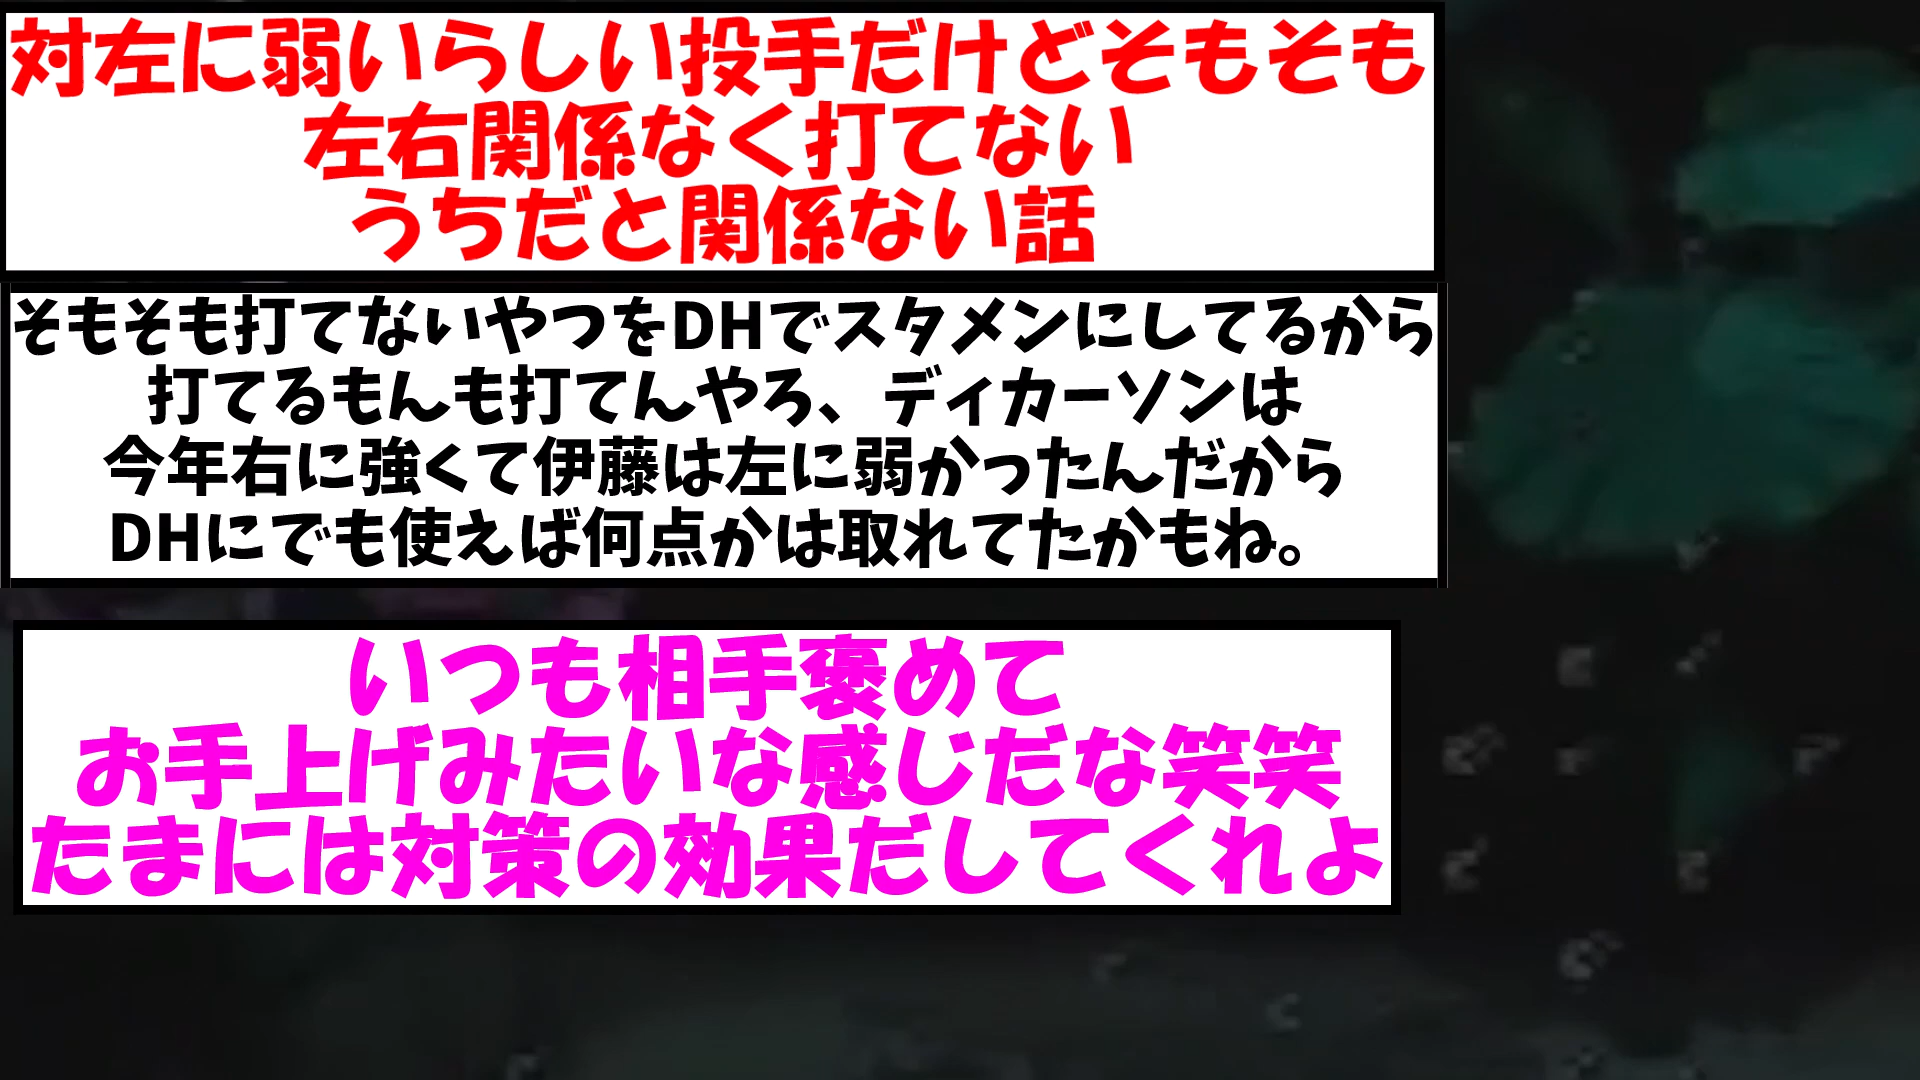 対左に弱いらしい投手だけどそもそも
左右関係なく打てない
うちだと関係ない話
そもそも打てないやつをDHでスタメンにしてるから
打てるもんも打てんやろ、ディカーソンは
今年右に強くて伊藤は左に弱かったんだから
DHにでも使えば何点かは取れてたかもね。
いつも相手褒めて
お手上げみたいな感じだな笑笑
たまには対策の効果だしてくれよ